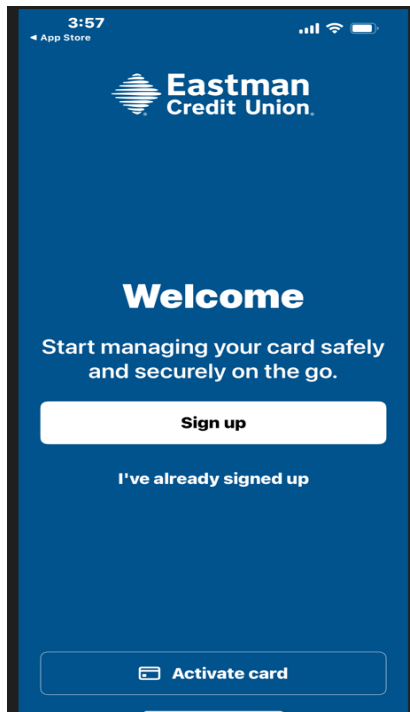 3:57
◄ App Store
Eastman
Credit Union®
Welcome
Start managing your card safely
and securely on the go.
Sign up
I've already signed up
Activate card